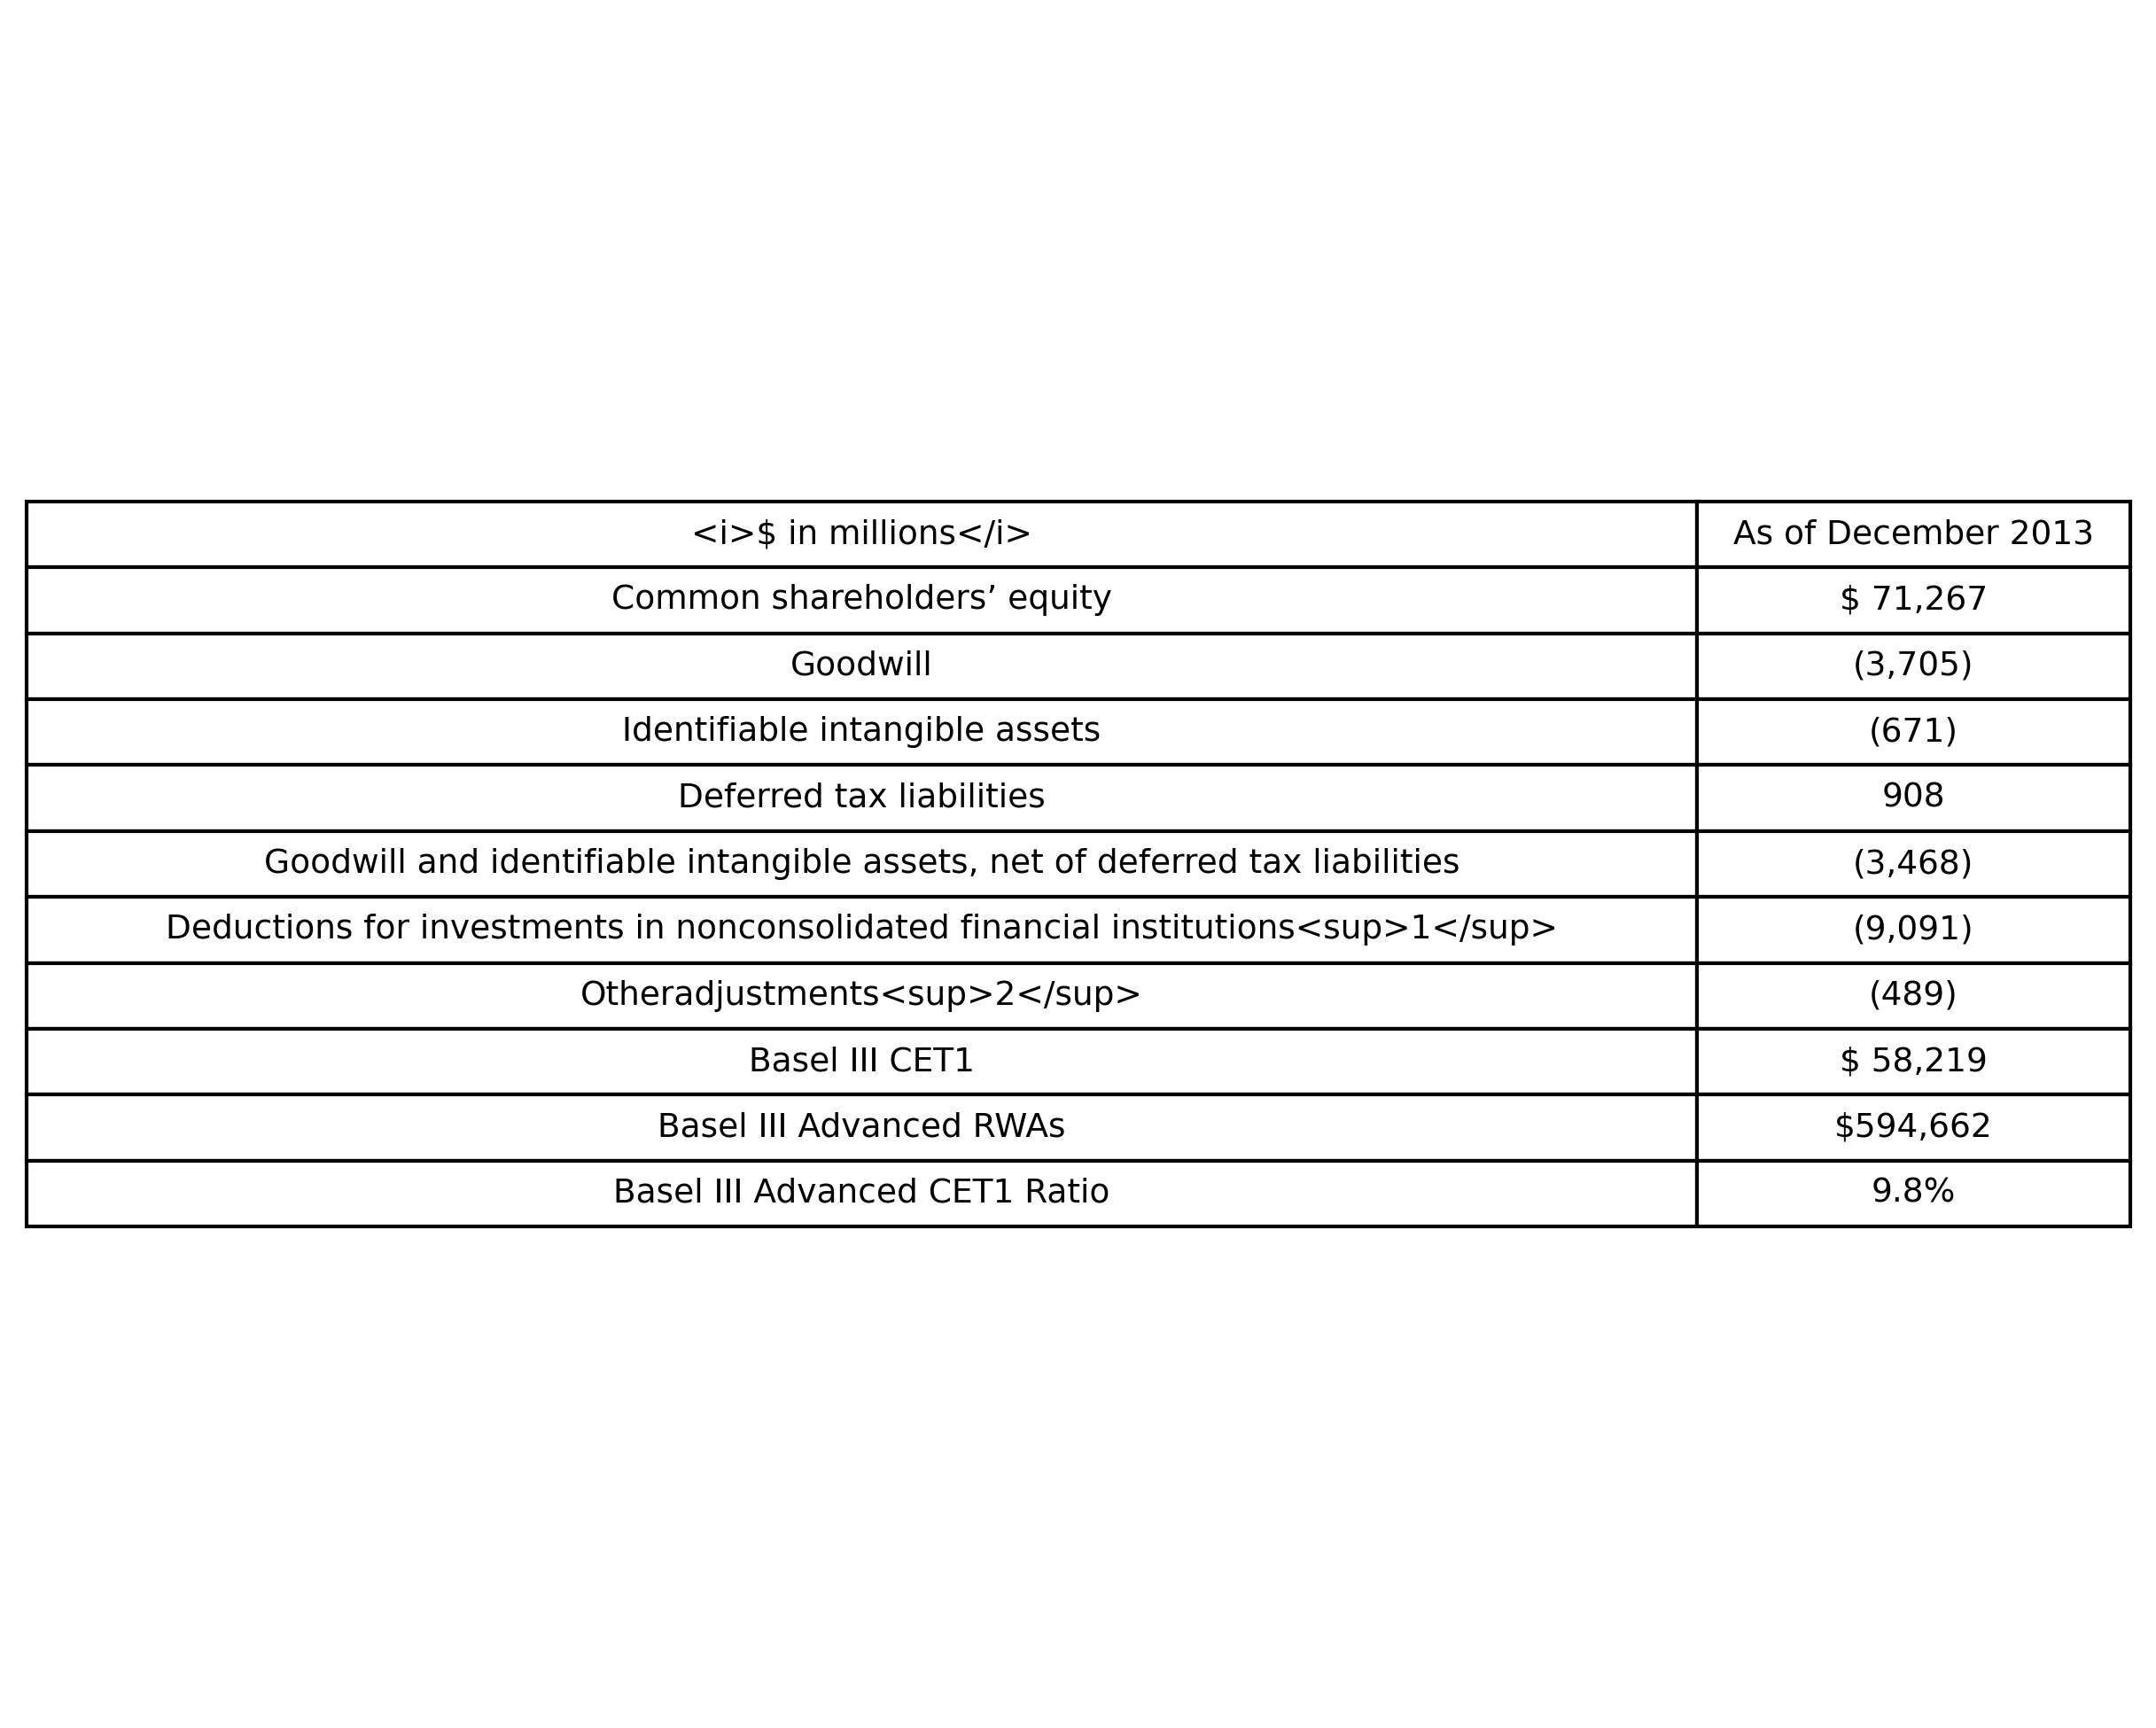 <i>$ in millions</i> As of December 2013
Common shareholders’ equity $ 71,267
Goodwill (3,705)
Identifiable intangible assets (671)
Deferred tax liabilities 908
Goodwill and identifiable intangible assets, net of deferred tax liabilities (3,468)
Deductions for investments in nonconsolidated financial institutions<sup>1</sup> (9,091)
Otheradjustments<sup>2</sup> (489)
Basel III CET1 $ 58,219
Basel III Advanced RWAs $594,662
Basel III Advanced CET1 Ratio 9.8%